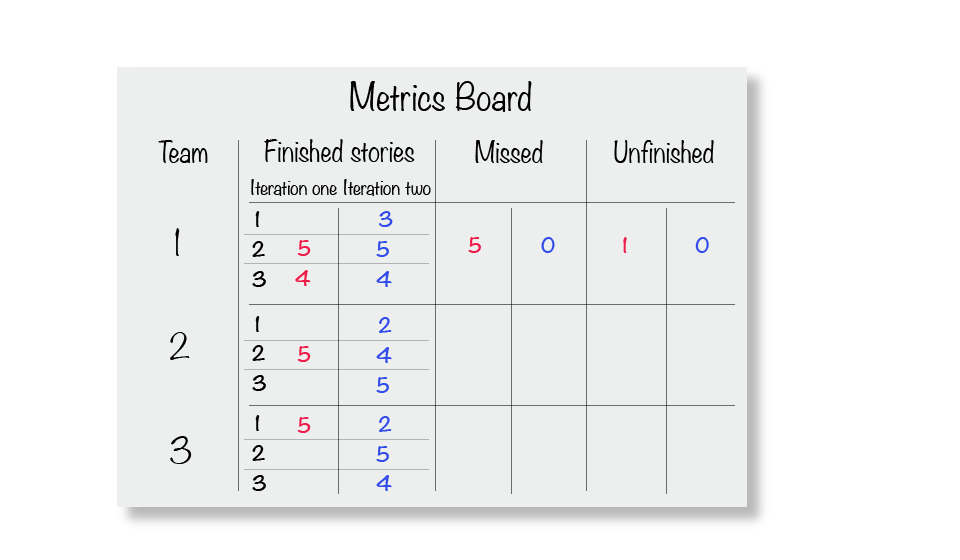 Metrics Board
Team Finished stories Missed Unfinished
Iteration one Iteration two
1
1 3
2 5 5
3 4 4
5 0 1 0
2
1 2
2 5 4
3 5
3
1 5 2
2 5
3 4